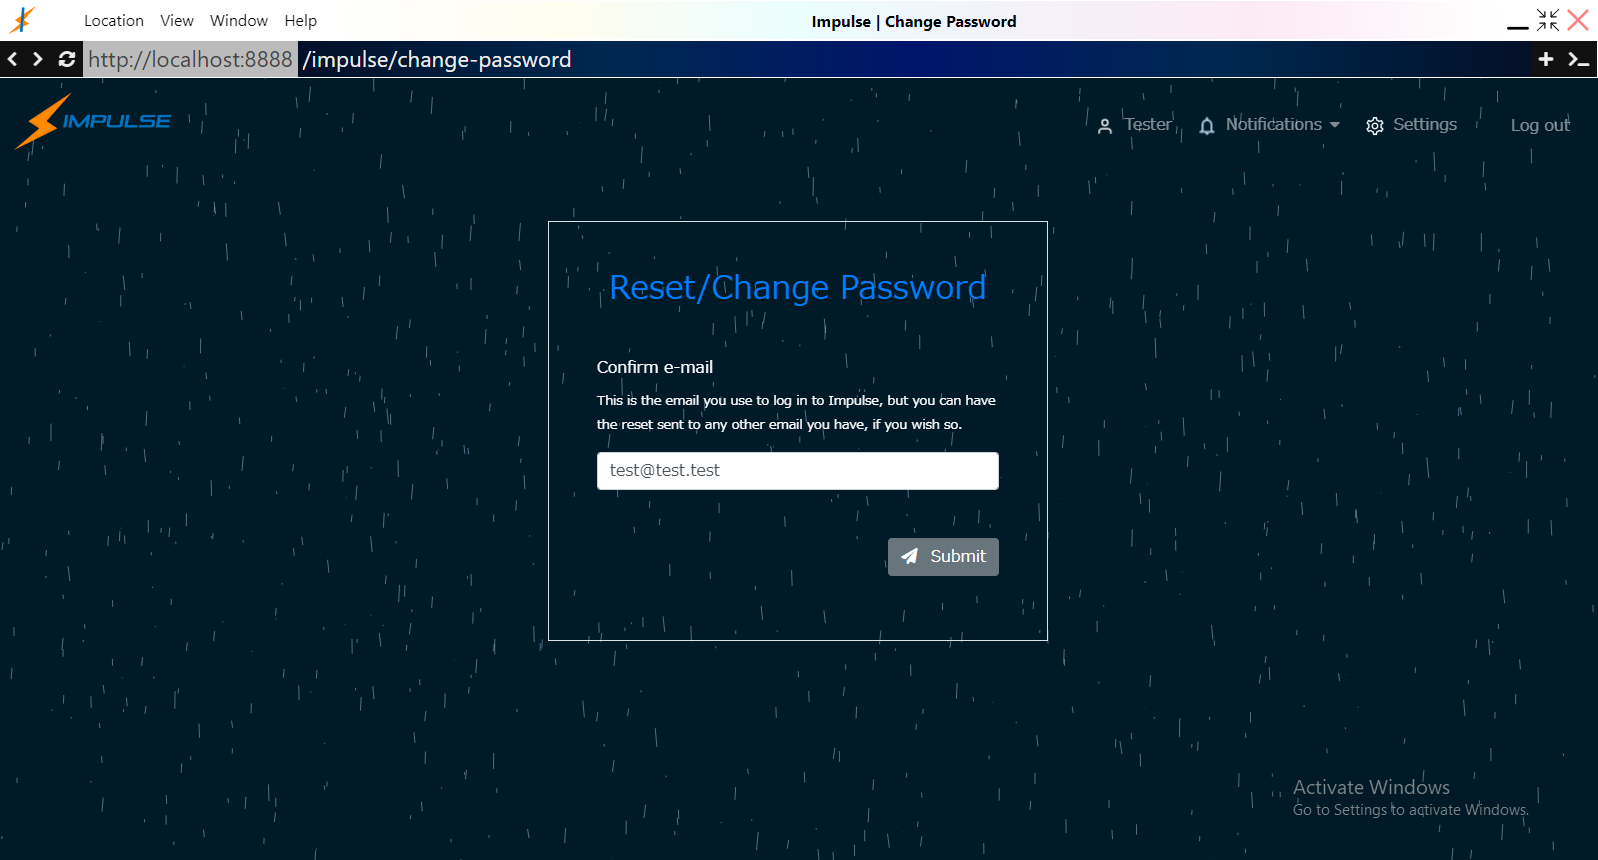 Location View Window Help Impulse | Change Password
http://localhost:8888 /impulse/change-password
IMPULSE
Tester Notifications Settings Log out
Reset/Change Password
Confirm e-mail
This is the email you use to log in to Impulse, but you can have
the reset sent to any other email you have, if you wish so.
test@test.test
Submit
Activate Windows
Go to Settings to activate Windows.